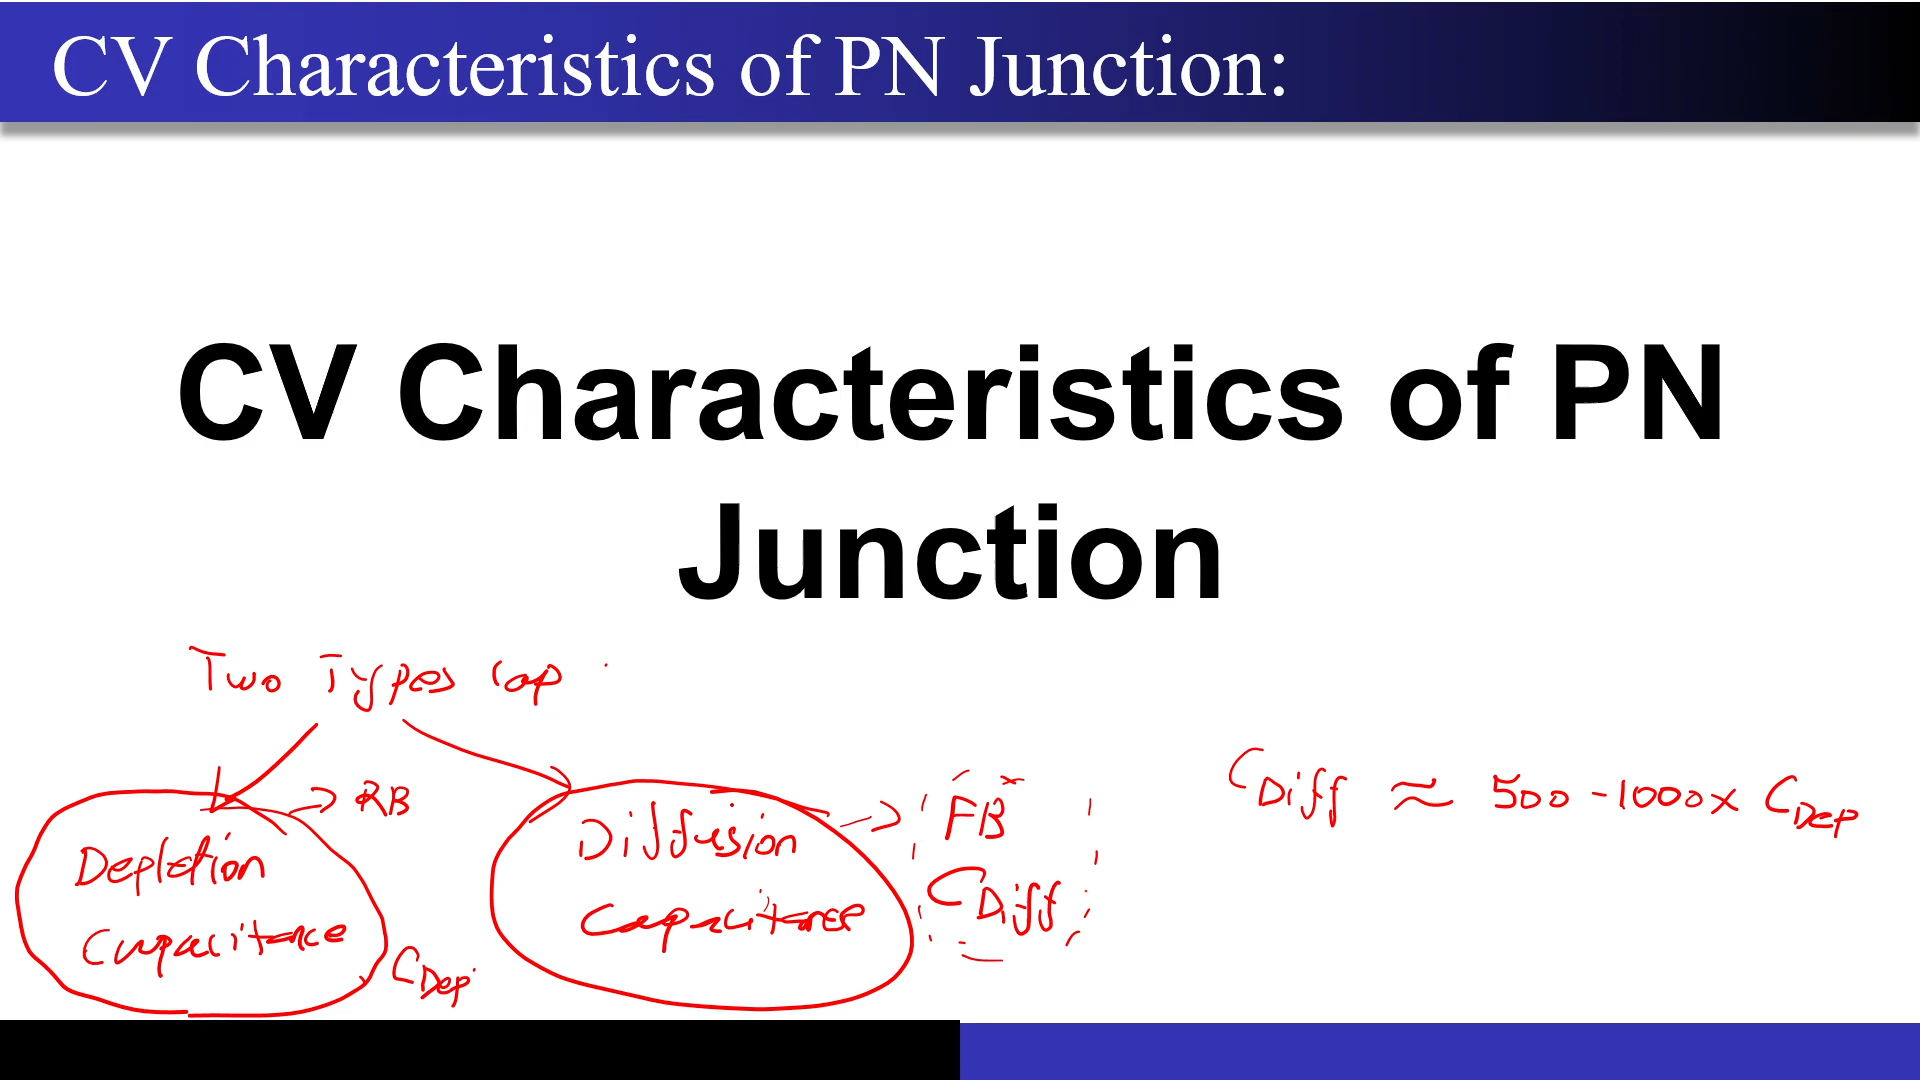 CV Characteristics of PN Junction:
CV Characteristics of PN
Junction
Two Types Cap
RB
Depletion
Capacitance
CDep
Diffusion
Capacitance
FB
CDiff
CDiff ≈ 500-1000x CDep